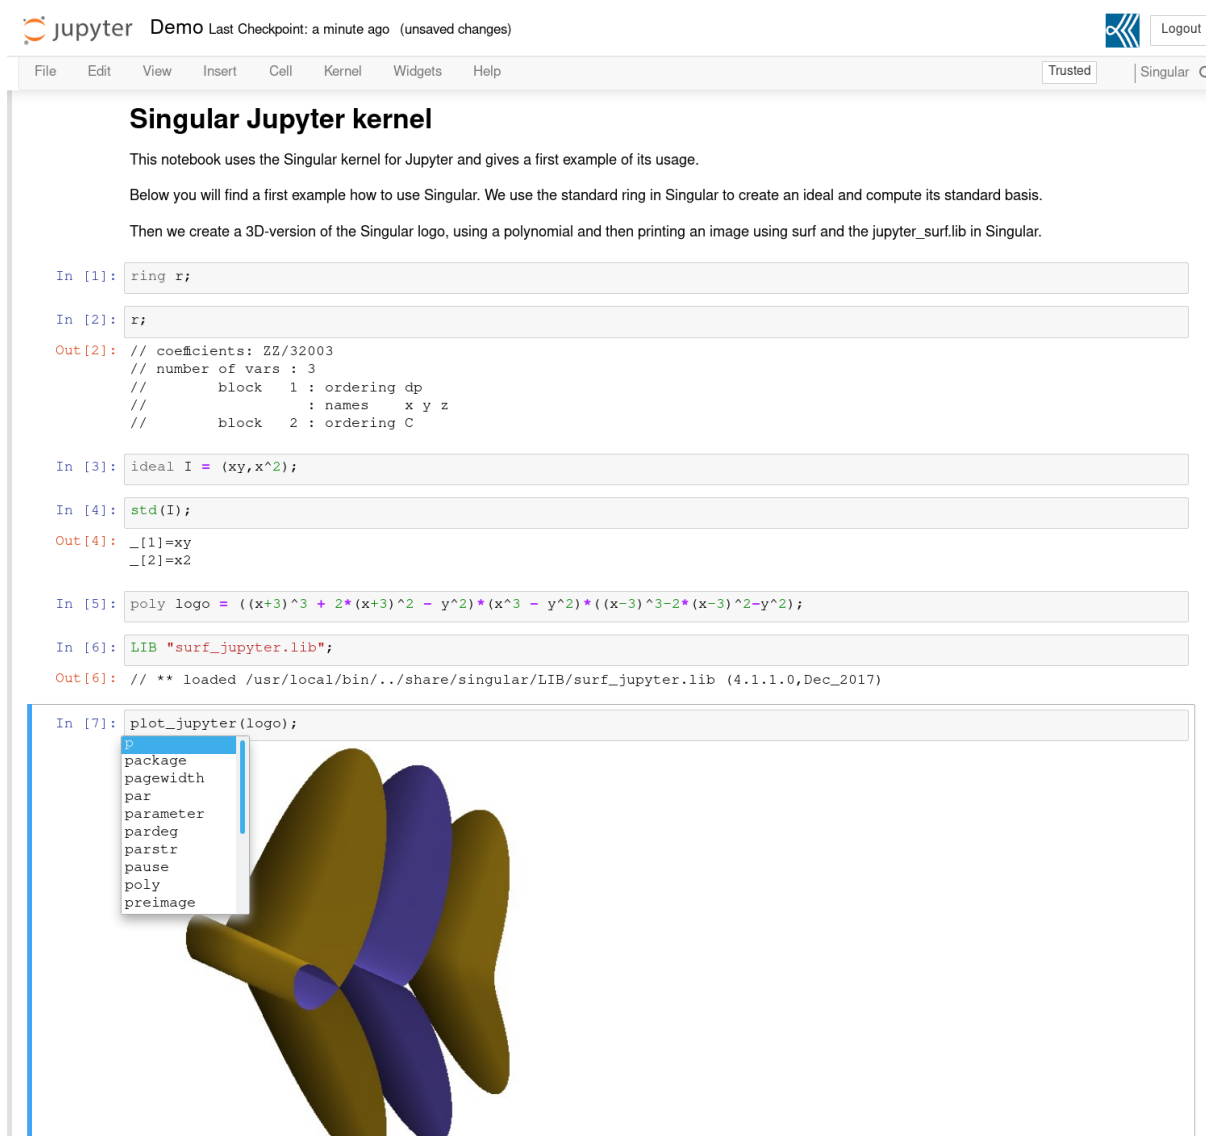 jupyter Demo Last Checkpoint: a minute ago (unsaved changes)
Logout
File Edit View Insert Cell Kernel Widgets Help
Trusted
Singular
Singular Jupyter kernel
This notebook uses the Singular kernel for Jupyter and gives a first example of its usage.
Below you will find a first example how to use Singular. We use the standard ring in Singular to create an ideal and compute its standard basis.
Then we create a 3D-version of the Singular logo, using a polynomial and then printing an image using surf and the jupyter_surf.lib in Singular.
In [1]: ring r;
In [2]: r;
Out[2]: // coefficients: ZZ/32003
// number of vars : 3
//        block   1 : ordering dp
//                  : names    x y z
//        block   2 : ordering C
In [3]: ideal I = (xy,x^2);
In [4]: std(I);
Out[4]: _[1]=xy
_[2]=x2
In [5]: poly logo = ((x+3)^3 + 2*(x+3)^2 - y^2)*(x^3 - y^2)*((x-3)^3-2*(x-3)^2-y^2);
In [6]: LIB "surf_jupyter.lib";
Out[6]: // ** loaded /usr/local/bin/../share/singular/LIB/surf_jupyter.lib (4.1.1.0,Dec_2017)
In [7]: plot_jupyter(logo);
p
package
pagewidth
par
parameter
pardeg
parstr
pause
poly
preimage